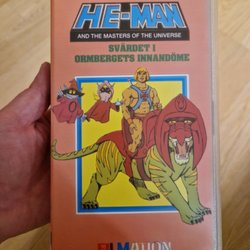 HE-MAN
AND THE MASTERS OF THE UNIVERSE
SVÄRDET I
ORMBERGETS INNANDÖME
FILMATION